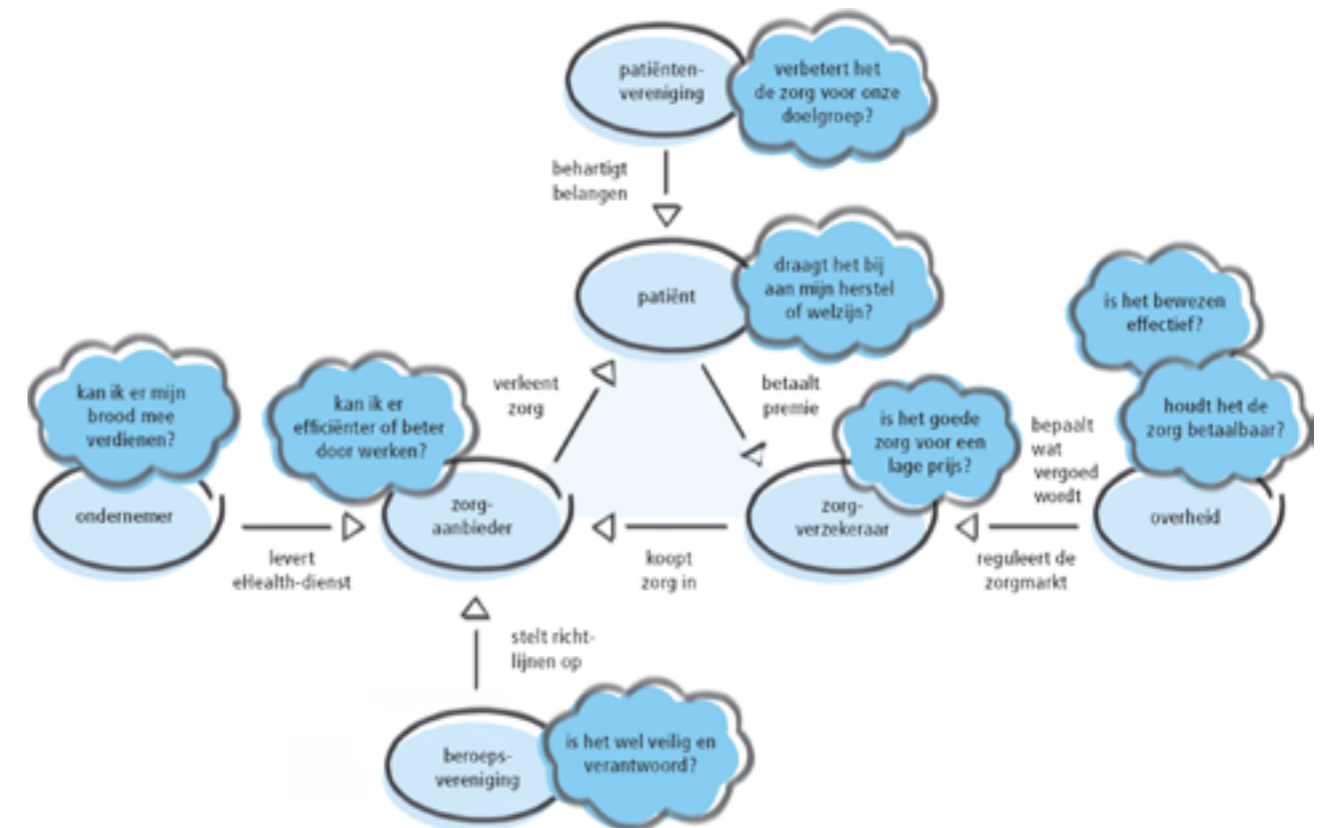 patiënten-
vereniging
verbetert het
de zorg voor onze
doelgroep?
behartigt
belangen
patiënt
draagt het bij
aan mijn herstel
of welzijn?
is het bewezen
effectief?
houdt het de
zorg betaalbaar?
kan ik er mijn
brood mee
verdienen?
kan ik er
efficiënter of beter
door werken?
verleent
zorg
betaalt
premie
is het goede
zorg voor een
lage prijs?
bepaalt
wat
vergoed
wordt
ondernemer
zorg-
aanbieder
zorg-
verzekeraar
overheid
levert
eHealth-dienst
koopt
zorg in
reguleert de
zorgmarkt
stelt richt-
lijnen op
beroeps-
vereniging
is het wel veilig en
verantwoord?